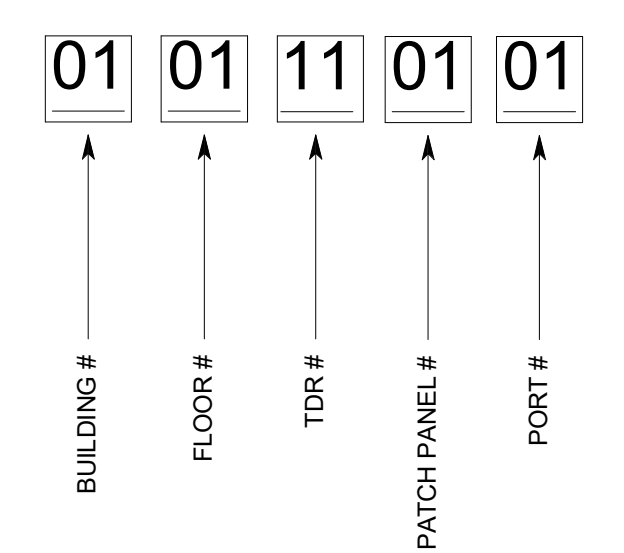 01 01 11 01 01
BUILDING #
FLOOR #
TDR #
PATCH PANEL #
PORT #